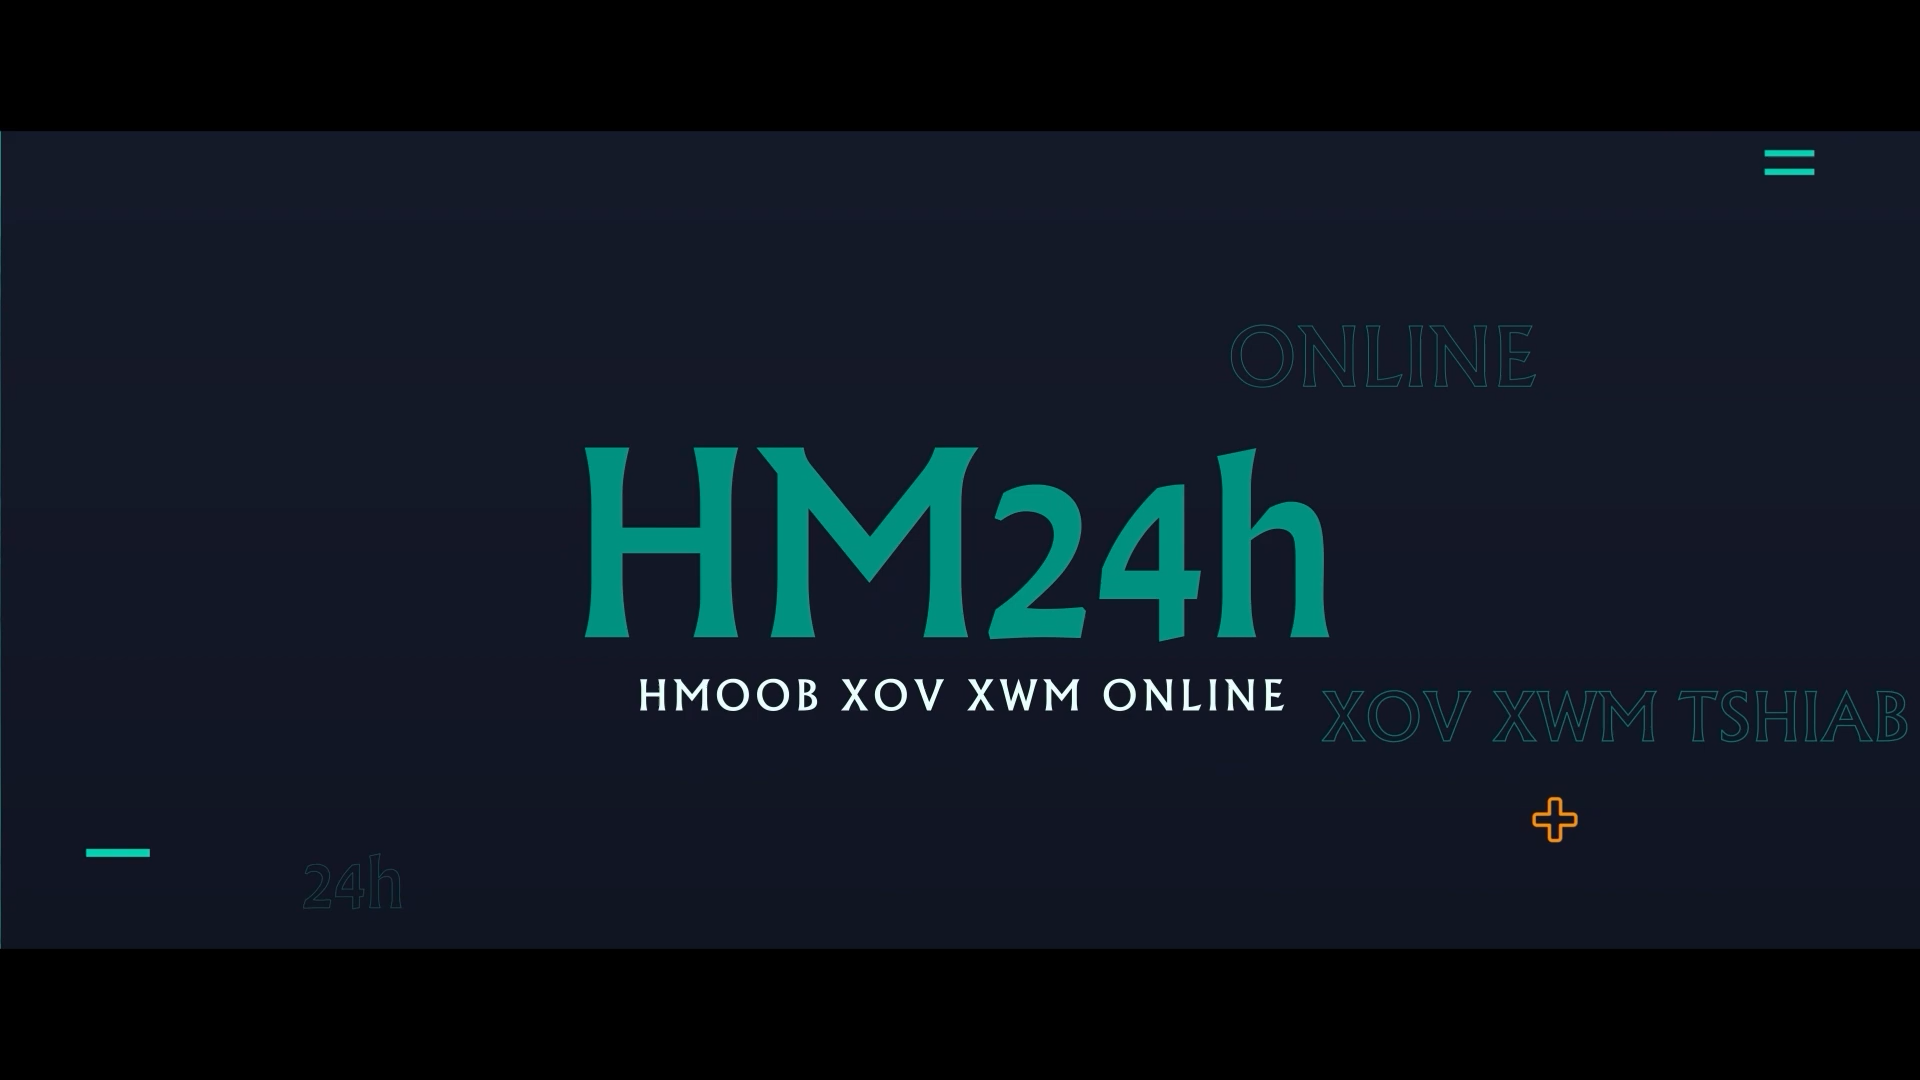 ONLINE
HM24h
HMOOB XOV XWM ONLINE
XOV XWM TSHIAB
24h